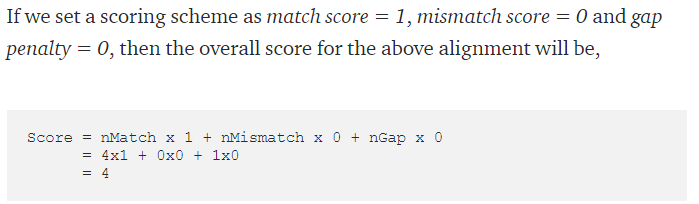 If we set a scoring scheme as match score = 1, mismatch score = 0 and gap
penalty = 0, then the overall score for the above alignment will be,
Score = nMatch x 1 + nMismatch x 0 + nGap x 0
= 4x1 + 0x0 + 1x0
= 4